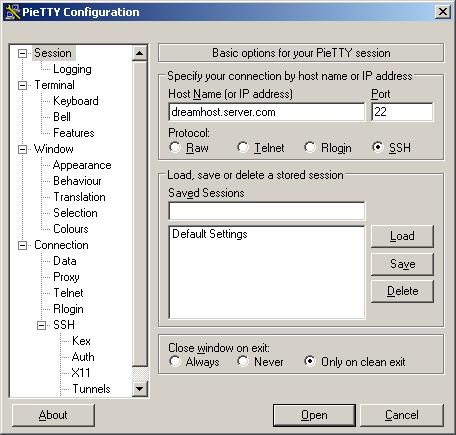 PieTTY Configuration
Session
Logging
Terminal
Keyboard
Bell
Features
Window
Appearance
Behaviour
Translation
Selection
Colours
Connection
Data
Proxy
Telnet
Rlogin
SSH
Kex
Auth
X11
Tunnels
Basic options for your PieTTY session
Specify your connection by host name or IP address
Host Name (or IP address) Port
dreamhost.server.com 22
Protocol:
Raw Telnet Rlogin SSH
Load, save or delete a stored session
Saved Sessions
Default Settings
Load
Save
Delete
Close window on exit:
Always Never Only on clean exit
About Open Cancel